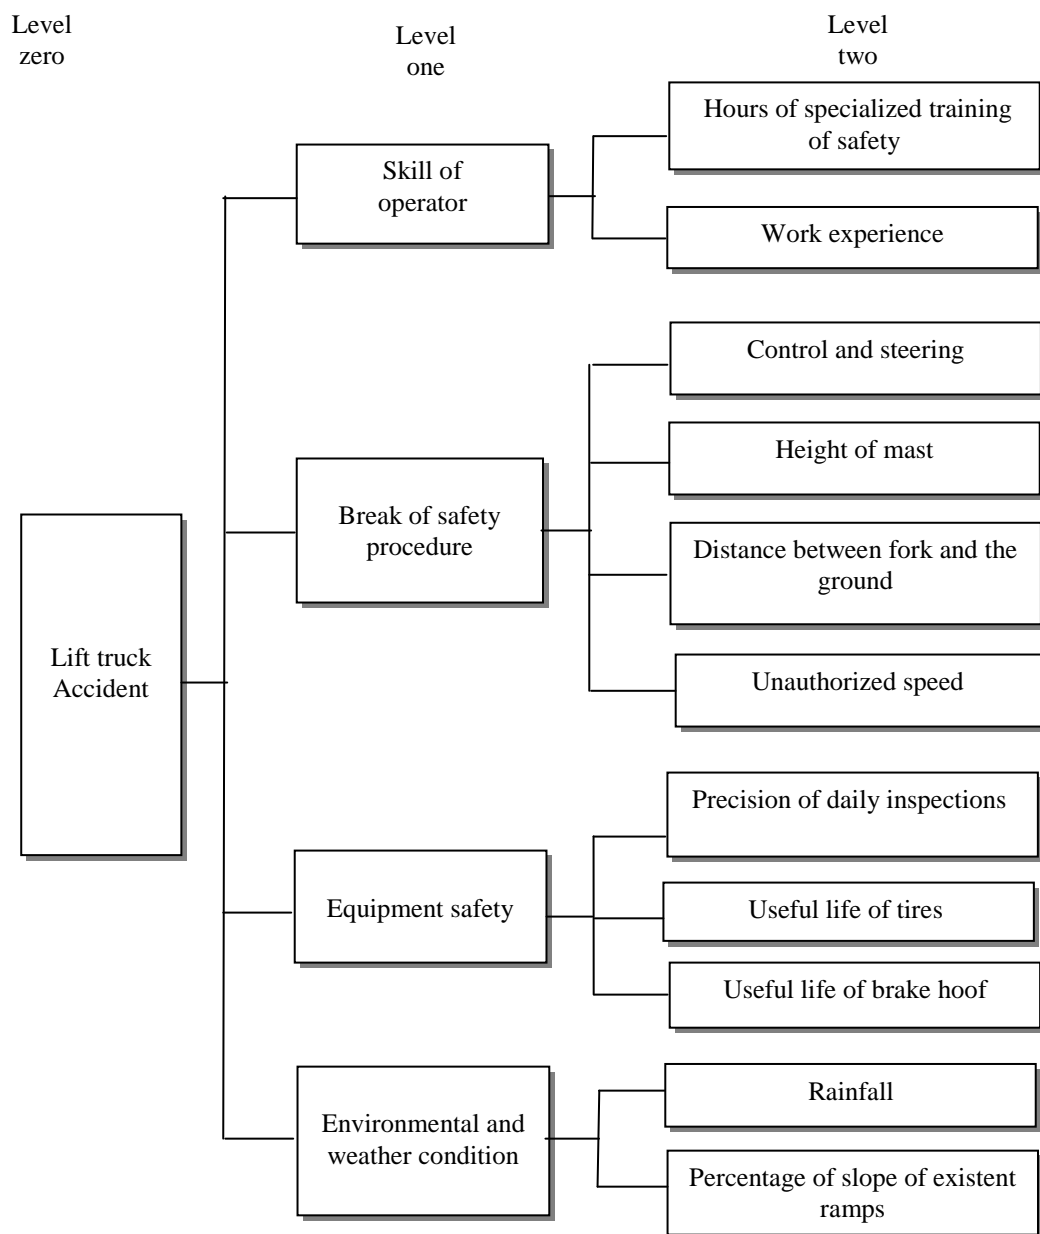 Level
zero
Level
one
Level
two
Lift truck
Accident
Skill of
operator
Hours of specialized training
of safety
Work experience
Break of safety
procedure
Control and steering
Height of mast
Distance between fork and the
ground
Unauthorized speed
Equipment safety
Precision of daily inspections
Useful life of tires
Useful life of brake hoof
Environmental and
weather condition
Rainfall
Percentage of slope of existent
ramps